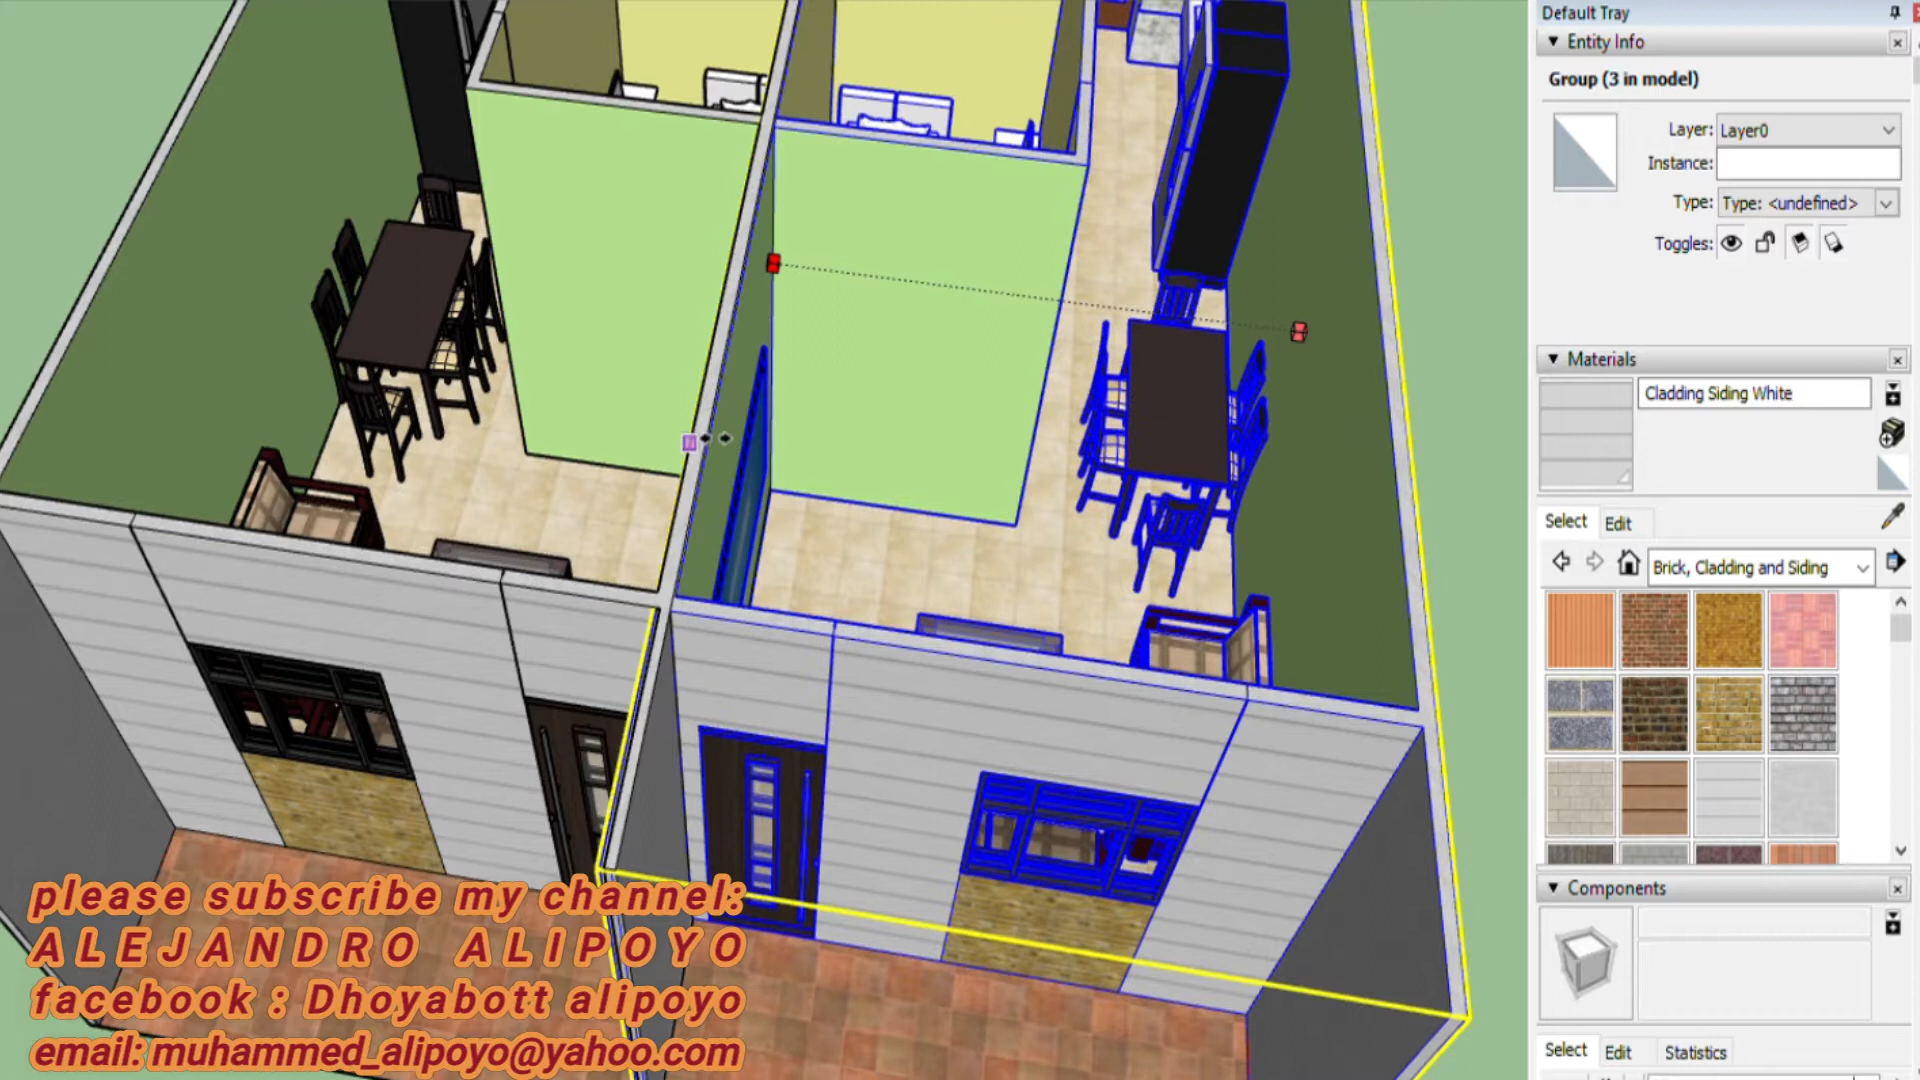 Default Tray
Entity Info
Group (3 in model)
Layer: Layer0
Instance:
Type: Type: <undefined>
Toggles:
Materials
Cladding Siding White
Select Edit
Brick, Cladding and Siding
Components
Select Edit Statistics
please subscribe my channel:
ALEJANDRO ALIPOYO
facebook : Dhoyabott alipoyo
email: muhammed_alipoyo@yahoo.com